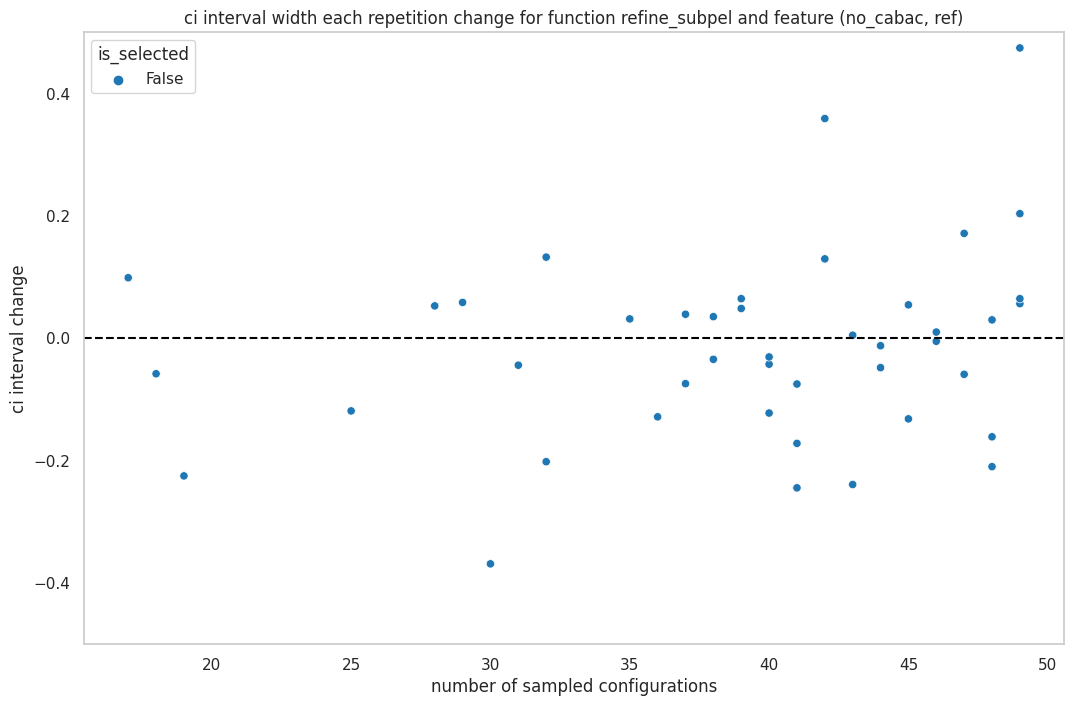 ci interval width each repetition change for function refine_subpel and feature (no_cabac, ref)
is_selected
False
ci interval change
0.4
0.2
0.0
−0.2
−0.4
20 25 30 35 40 45 50
number of sampled configurations